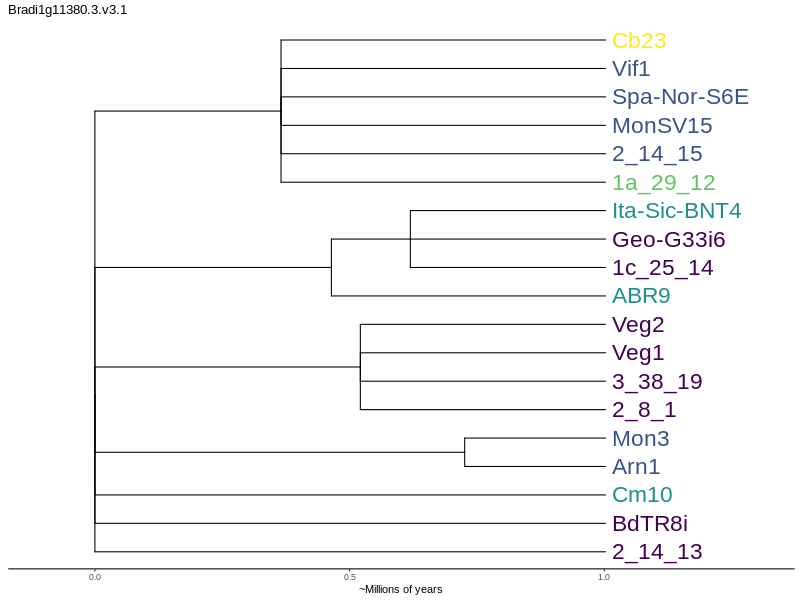 Bradi1g11380.3.v3.1
Cb23
Vif1
Spa-Nor-S6E
MonSV15
2_14_15
1a_29_12
Ita-Sic-BNT4
Geo-G33i6
1c_25_14
ABR9
Veg2
Veg1
3_38_19
2_8_1
Mon3
Arn1
Cm10
BdTR8i
2_14_13
0.0 0.5 1.0
~Millions of years